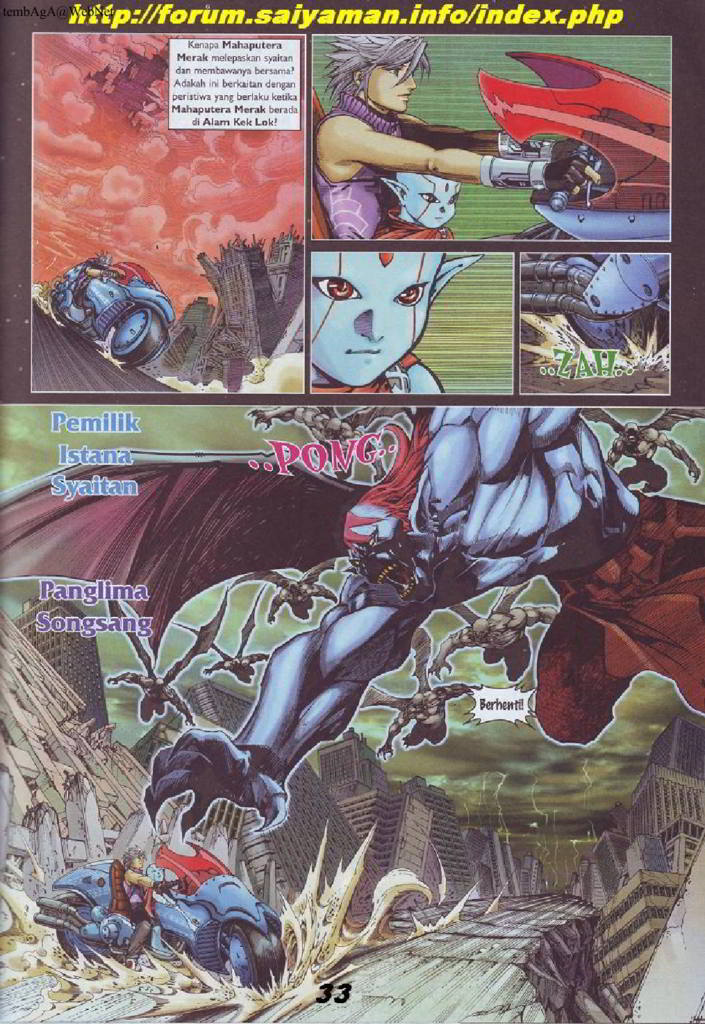 tembAgA@WebNet
http://forum.saiyaman.info/index.php
Kenapa Mahaputera
Merak melepaskan syaitan
dan membawanya bersama?
Adakah ini berkaitan dengan
peristiwa yang berlaku ketika
Mahaputera Merak berada
di Alam Kek Lok!
..ZAH..
Pemilik
Istana
Syaitan
..PONG..
Panglima
Songsang
Berhenti!
33